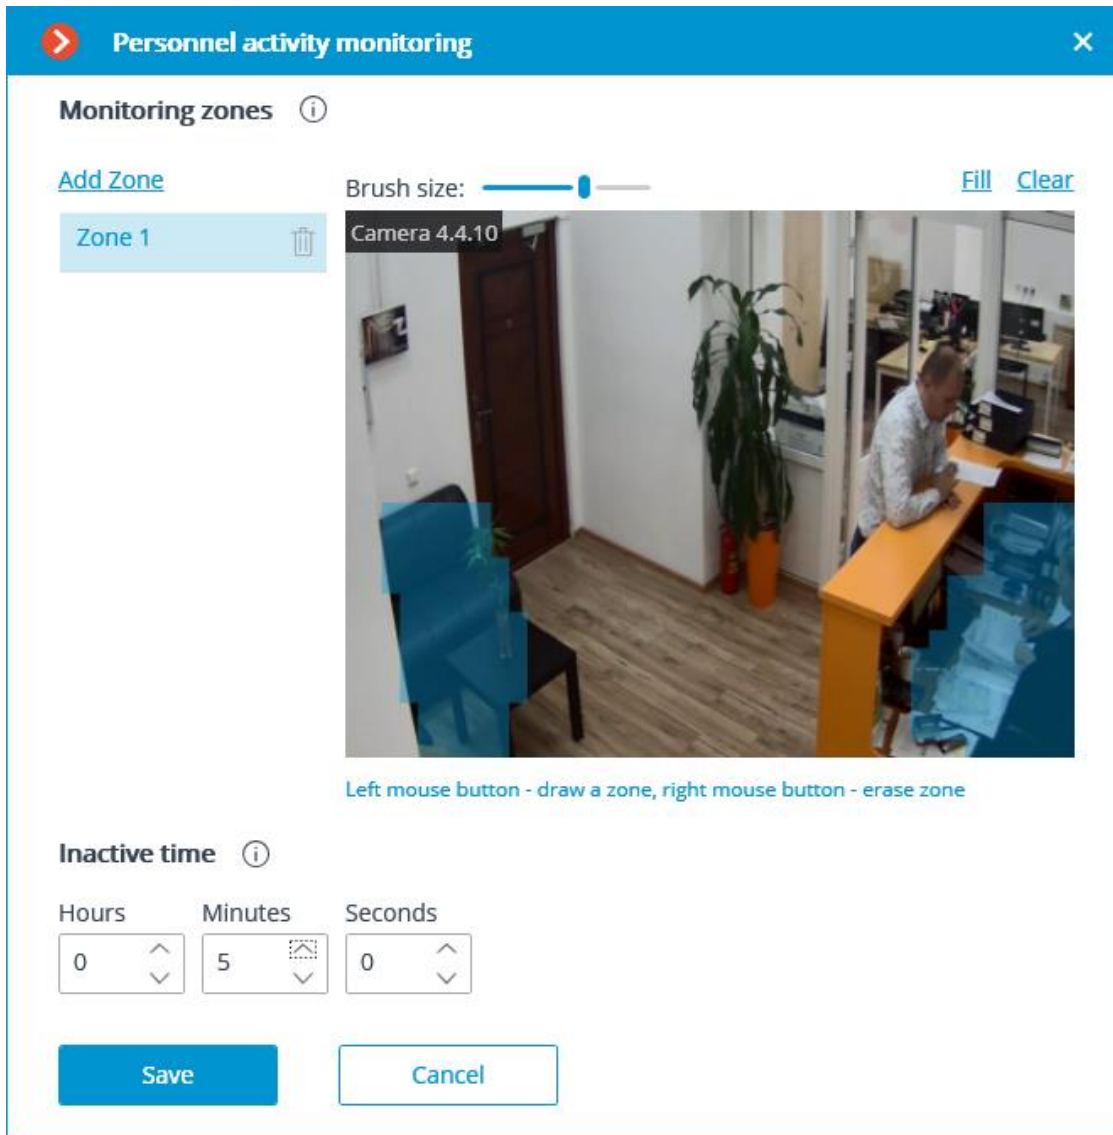 Personnel activity monitoring
Monitoring zones
Add Zone
Brush size:
Fill Clear
Zone 1
Camera 4.4.10
Left mouse button - draw a zone, right mouse button - erase zone
Inactive time
Hours Minutes Seconds
0 5 0
Save Cancel